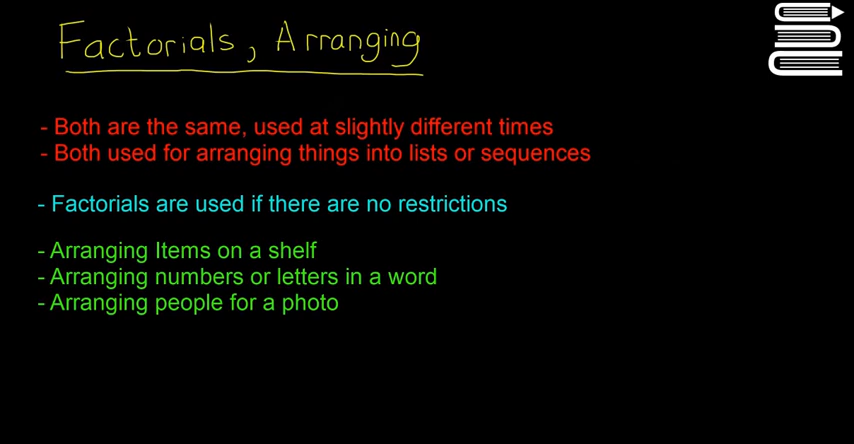 Factorials, Arranging
- Both are the same, used at slightly different times
- Both used for arranging things into lists or sequences
- Factorials are used if there are no restrictions
- Arranging Items on a shelf
- Arranging numbers or letters in a word
- Arranging people for a photo